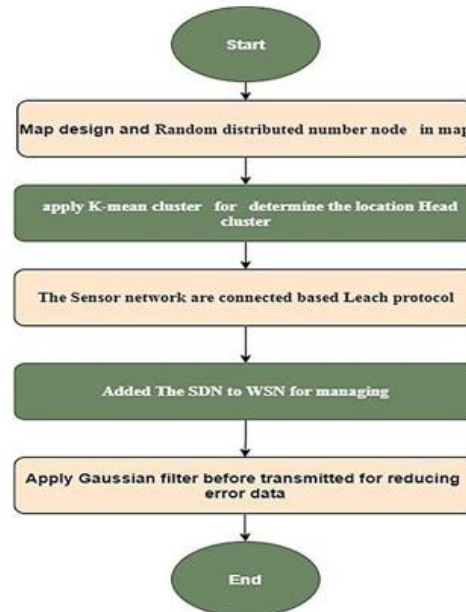 Start
Map design and Random distributed number node in map
apply K-mean cluster for determine the location Head
cluster
The Sensor network are connected based Leach protocol
Added The SDN to WSN for managing
Apply Gaussian filter before transmitted for reducing
error data
End